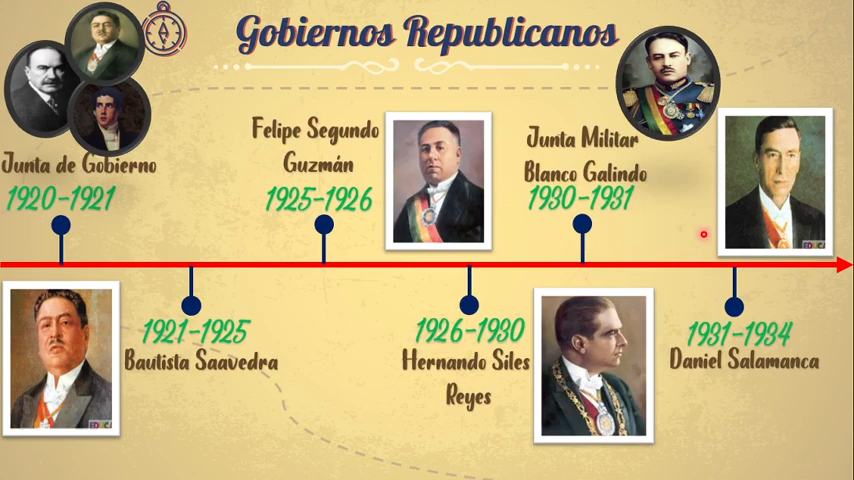 Gobiernos Republicanos
Junta de Gobierno
1920-1921
Felipe Segundo
Guzmán
1925-1926
Junta Militar
Blanco Galindo
1930-1931
1921-1925
Bautista Saavedra
1926-1930
Hernando Siles
Reyes
1931-1934
Daniel Salamanca